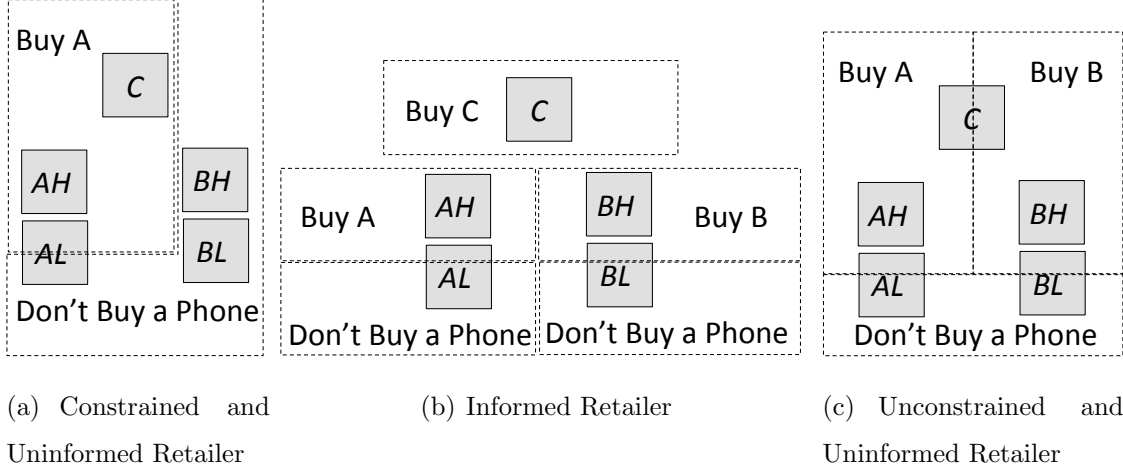 Buy A
C
AH
BH
AL
BL
Don't Buy a Phone
(a) Constrained and
Uninformed Retailer
Buy C
C
Buy A
AH
BH
Buy B
AL
BL
Don't Buy a Phone
Don't Buy a Phone
(b) Informed Retailer
Buy A
Buy B
C
AH
BH
AL
BL
Don't Buy a Phone
(c) Unconstrained and
Uninformed Retailer